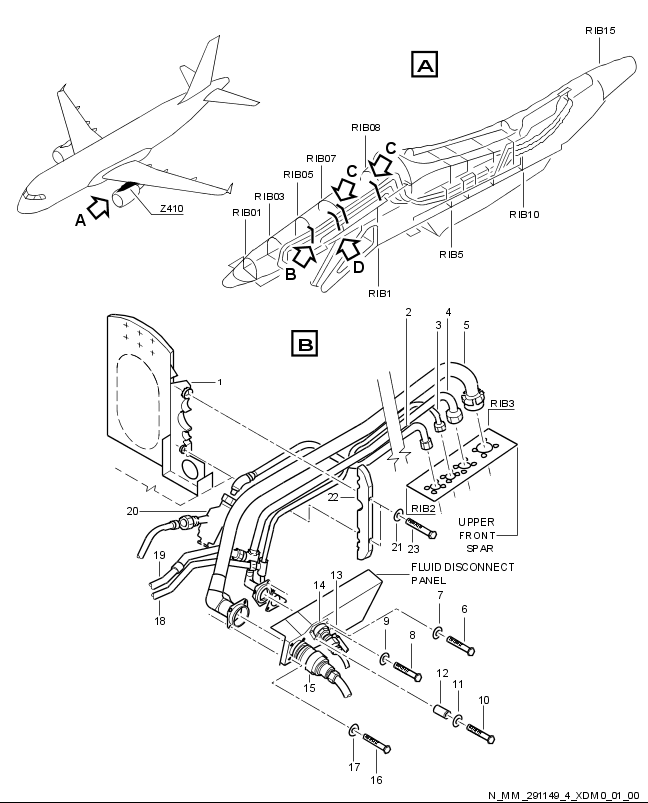 RIB15
A
RIB08
C
RIB07
C
RIB05
RIB03
RIB01
Z410
A
RIB10
RIB5
B
D
RIB1
B
2
3
4
5
1
RIB3
22
RIB2
20
21
23
UPPER
FRONT
SPAR
19
18
FLUID DISCONNECT
PANEL
14
13
7
6
9
8
15
12
11
10
17
16
N_MM_291149_4_XDM0_01_00